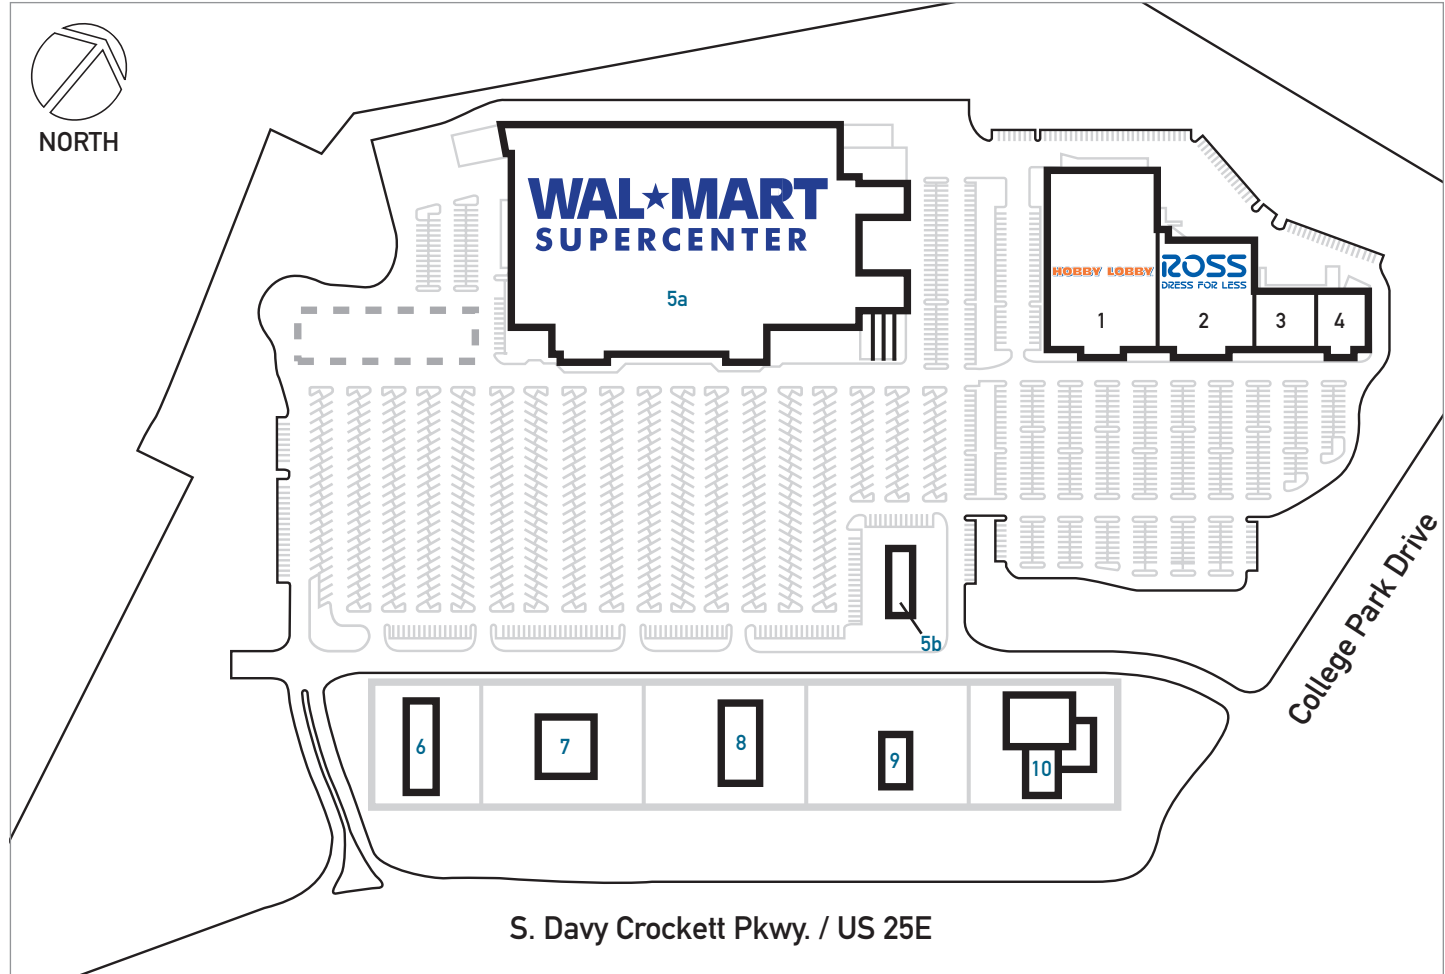 NORTH
WAL★MART
SUPERCENTER
5a
HOBBY LOBBY
ROSS
DRESS FOR LESS
1
2
3
4
5b
College Park Drive
6
7
8
9
10
S. Davy Crockett Pkwy. / US 25E